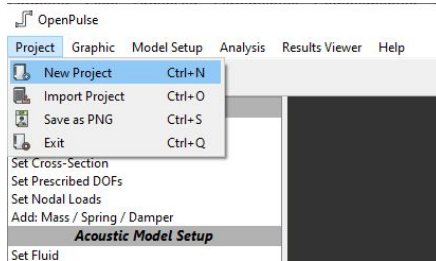 OpenPulse
Project Graphic Model Setup Analysis Results Viewer Help
New Project Ctrl+N
Import Project Ctrl+O
Save as PNG Ctrl+S
Exit Ctrl+Q
Set Cross-Section
Set Prescribed DOFs
Set Nodal Loads
Add: Mass / Spring / Damper
Acoustic Model Setup
Set Fluid